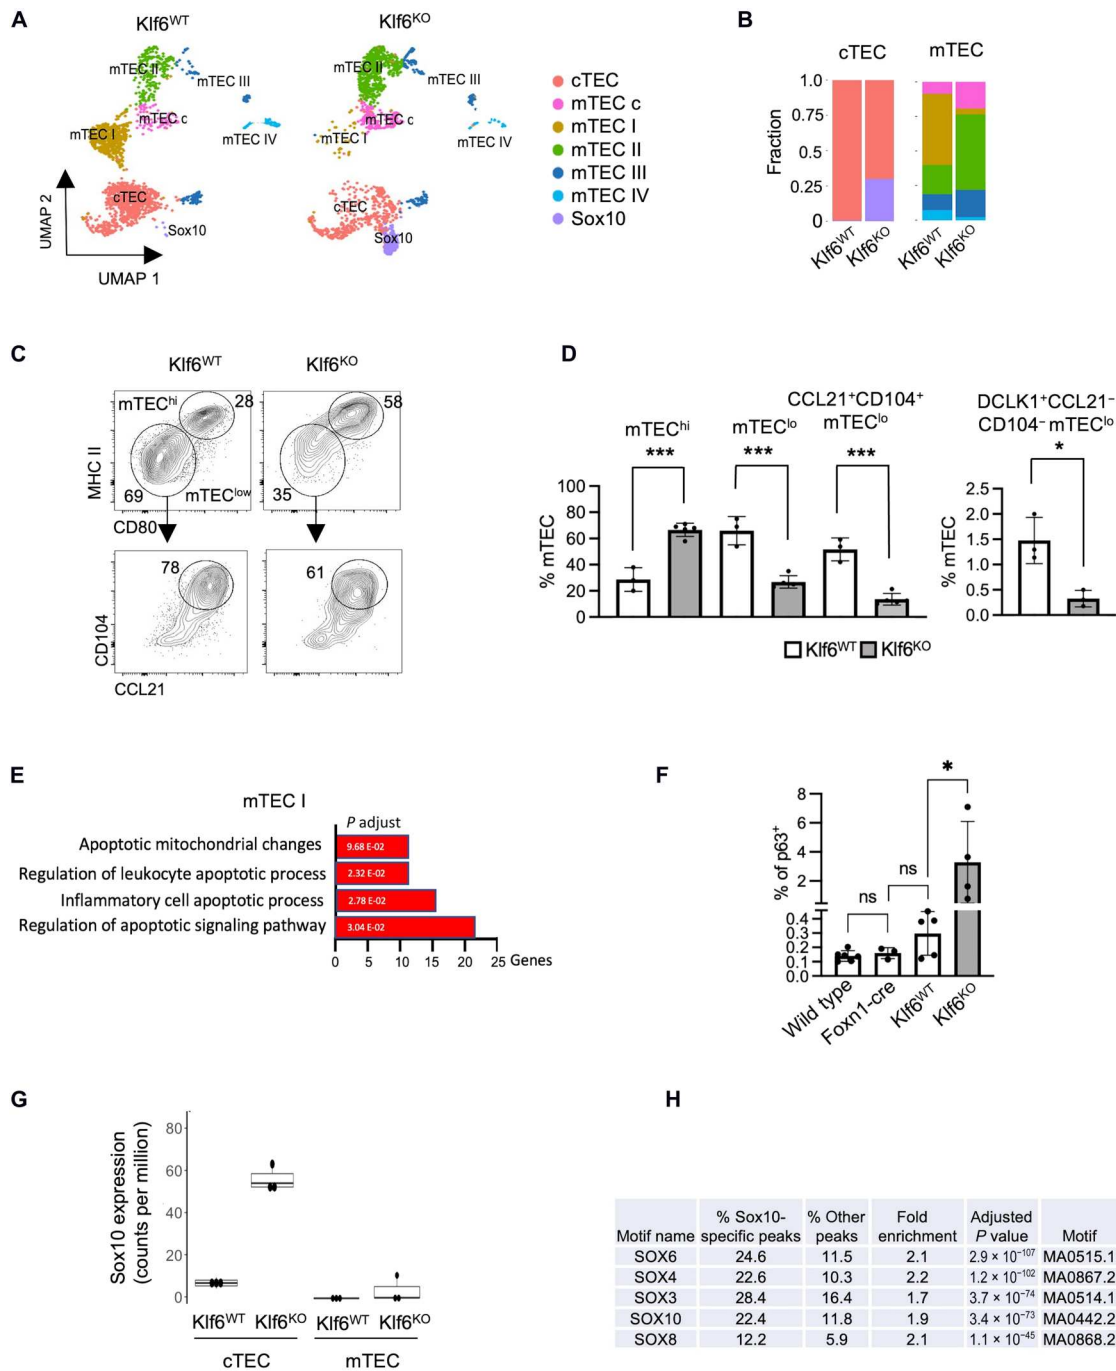 A
Klf6WT
Klf6KO
mTEC II
mTEC III
mTEC c
mTEC IV
mTEC I
cTEC
Sox10
mTEC II
mTEC III
mTEC c
mTEC IV
mTEC I
cTEC
Sox10
UMAP 2
UMAP 1
cTEC
mTEC c
mTEC I
mTEC II
mTEC III
mTEC IV
Sox10
B
cTEC
mTEC
Fraction
1.0
0.75
0.5
0.25
0
Klf6WT
Klf6KO
Klf6WT
Klf6KO
C
Klf6WT
Klf6KO
mTEChi
28
58
MHC II
69
mTEClow
35
CD80
78
61
CD104
CCL21
D
mTEChi
mTEClo
CCL21+CD104+
mTEClo
DCLK1+CCL21−
CD104− mTEClo
***
***
***
*
% mTEC
100
80
60
40
20
0
% mTEC
2.5
2.0
1.5
1.0
0.5
0.0
Klf6WT
Klf6KO
E
mTEC I
P adjust
Apoptotic mitochondrial changes
9.68 E-02
Regulation of leukocyte apoptotic process
2.32 E-02
Inflammatory cell apoptotic process
2.78 E-02
Regulation of apoptotic signaling pathway
3.04 E-02
0 5 10 15 20 25 Genes
F
*
ns
ns
% of p63+
8
6
4
2
0.4
0.3
0.2
0.1
0.0
Wild type
Foxn1-cre
Klf6WT
Klf6KO
G
Sox10 expression
(counts per million)
80
60
40
20
0
Klf6WT Klf6KO Klf6WT Klf6KO
cTEC mTEC
H
Motif name % Sox10-specific peaks % Other peaks Fold enrichment Adjusted P value Motif
SOX6 24.6 11.5 2.1 2.9 × 10−107 MA0515.1
SOX4 22.6 10.3 2.2 1.2 × 10−102 MA0867.2
SOX3 28.4 16.4 1.7 3.7 × 10−74 MA0514.1
SOX10 22.4 11.8 1.9 3.4 × 10−73 MA0442.2
SOX8 12.2 5.9 2.1 1.1 × 10−45 MA0868.2